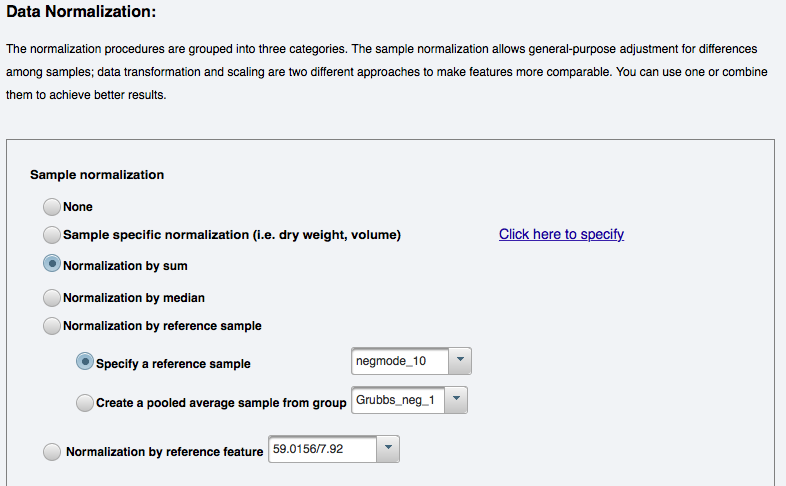 Data Normalization:
The normalization procedures are grouped into three categories. The sample normalization allows general-purpose adjustment for differences
among samples; data transformation and scaling are two different approaches to make features more comparable. You can use one or combine
them to achieve better results.
Sample normalization
None
Sample specific normalization (i.e. dry weight, volume) Click here to specify
Normalization by sum
Normalization by median
Normalization by reference sample
Specify a reference sample negmode_10
Create a pooled average sample from group Grubbs_neg_1
Normalization by reference feature 59.0156/7.92